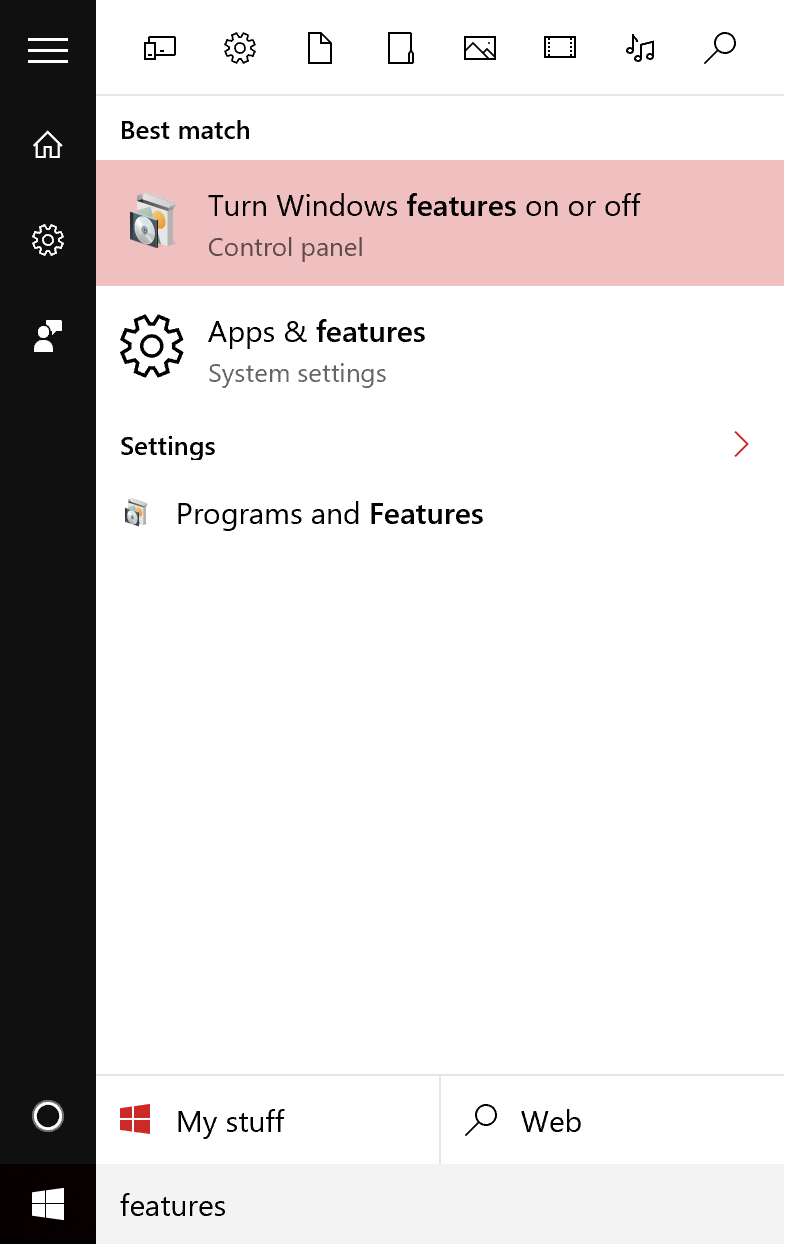 Best match
Turn Windows features on or off
Control panel
Apps & features
System settings
Settings
Programs and Features
My stuff
Web
features